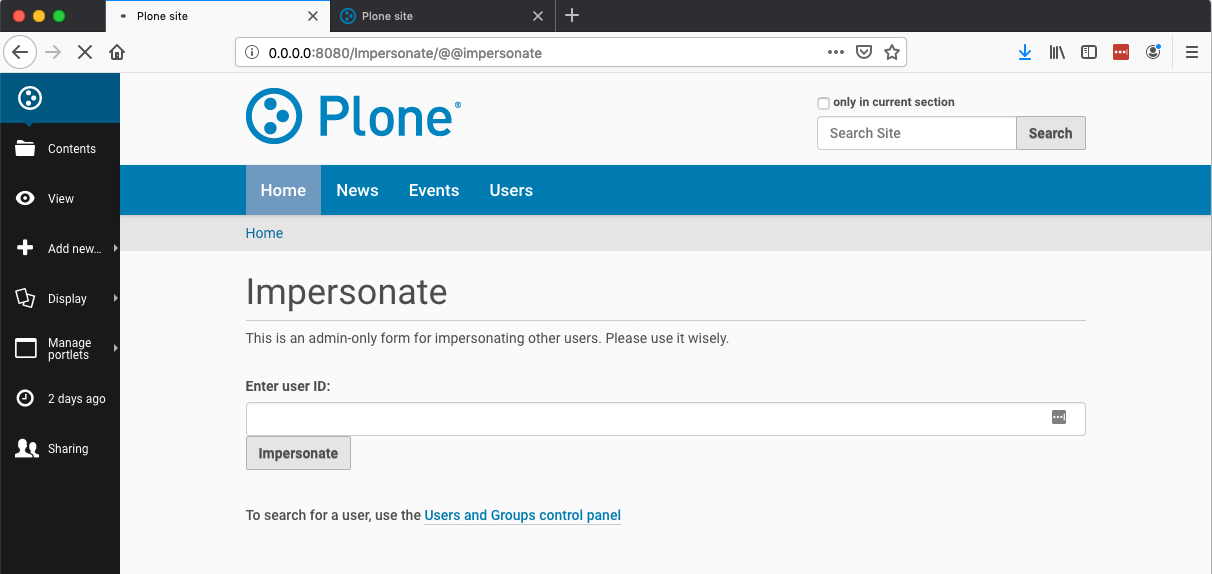 Plone site
Plone site
0.0.0.0:8080/Impersonate/@@impersonate
Plone®
only in current section
Search Site
Search
Contents
View
Add new...
Display
Manage
portlets
2 days ago
Sharing
Home News Events Users
Home
Impersonate
This is an admin-only form for impersonating other users. Please use it wisely.
Enter user ID:
Impersonate
To search for a user, use the Users and Groups control panel